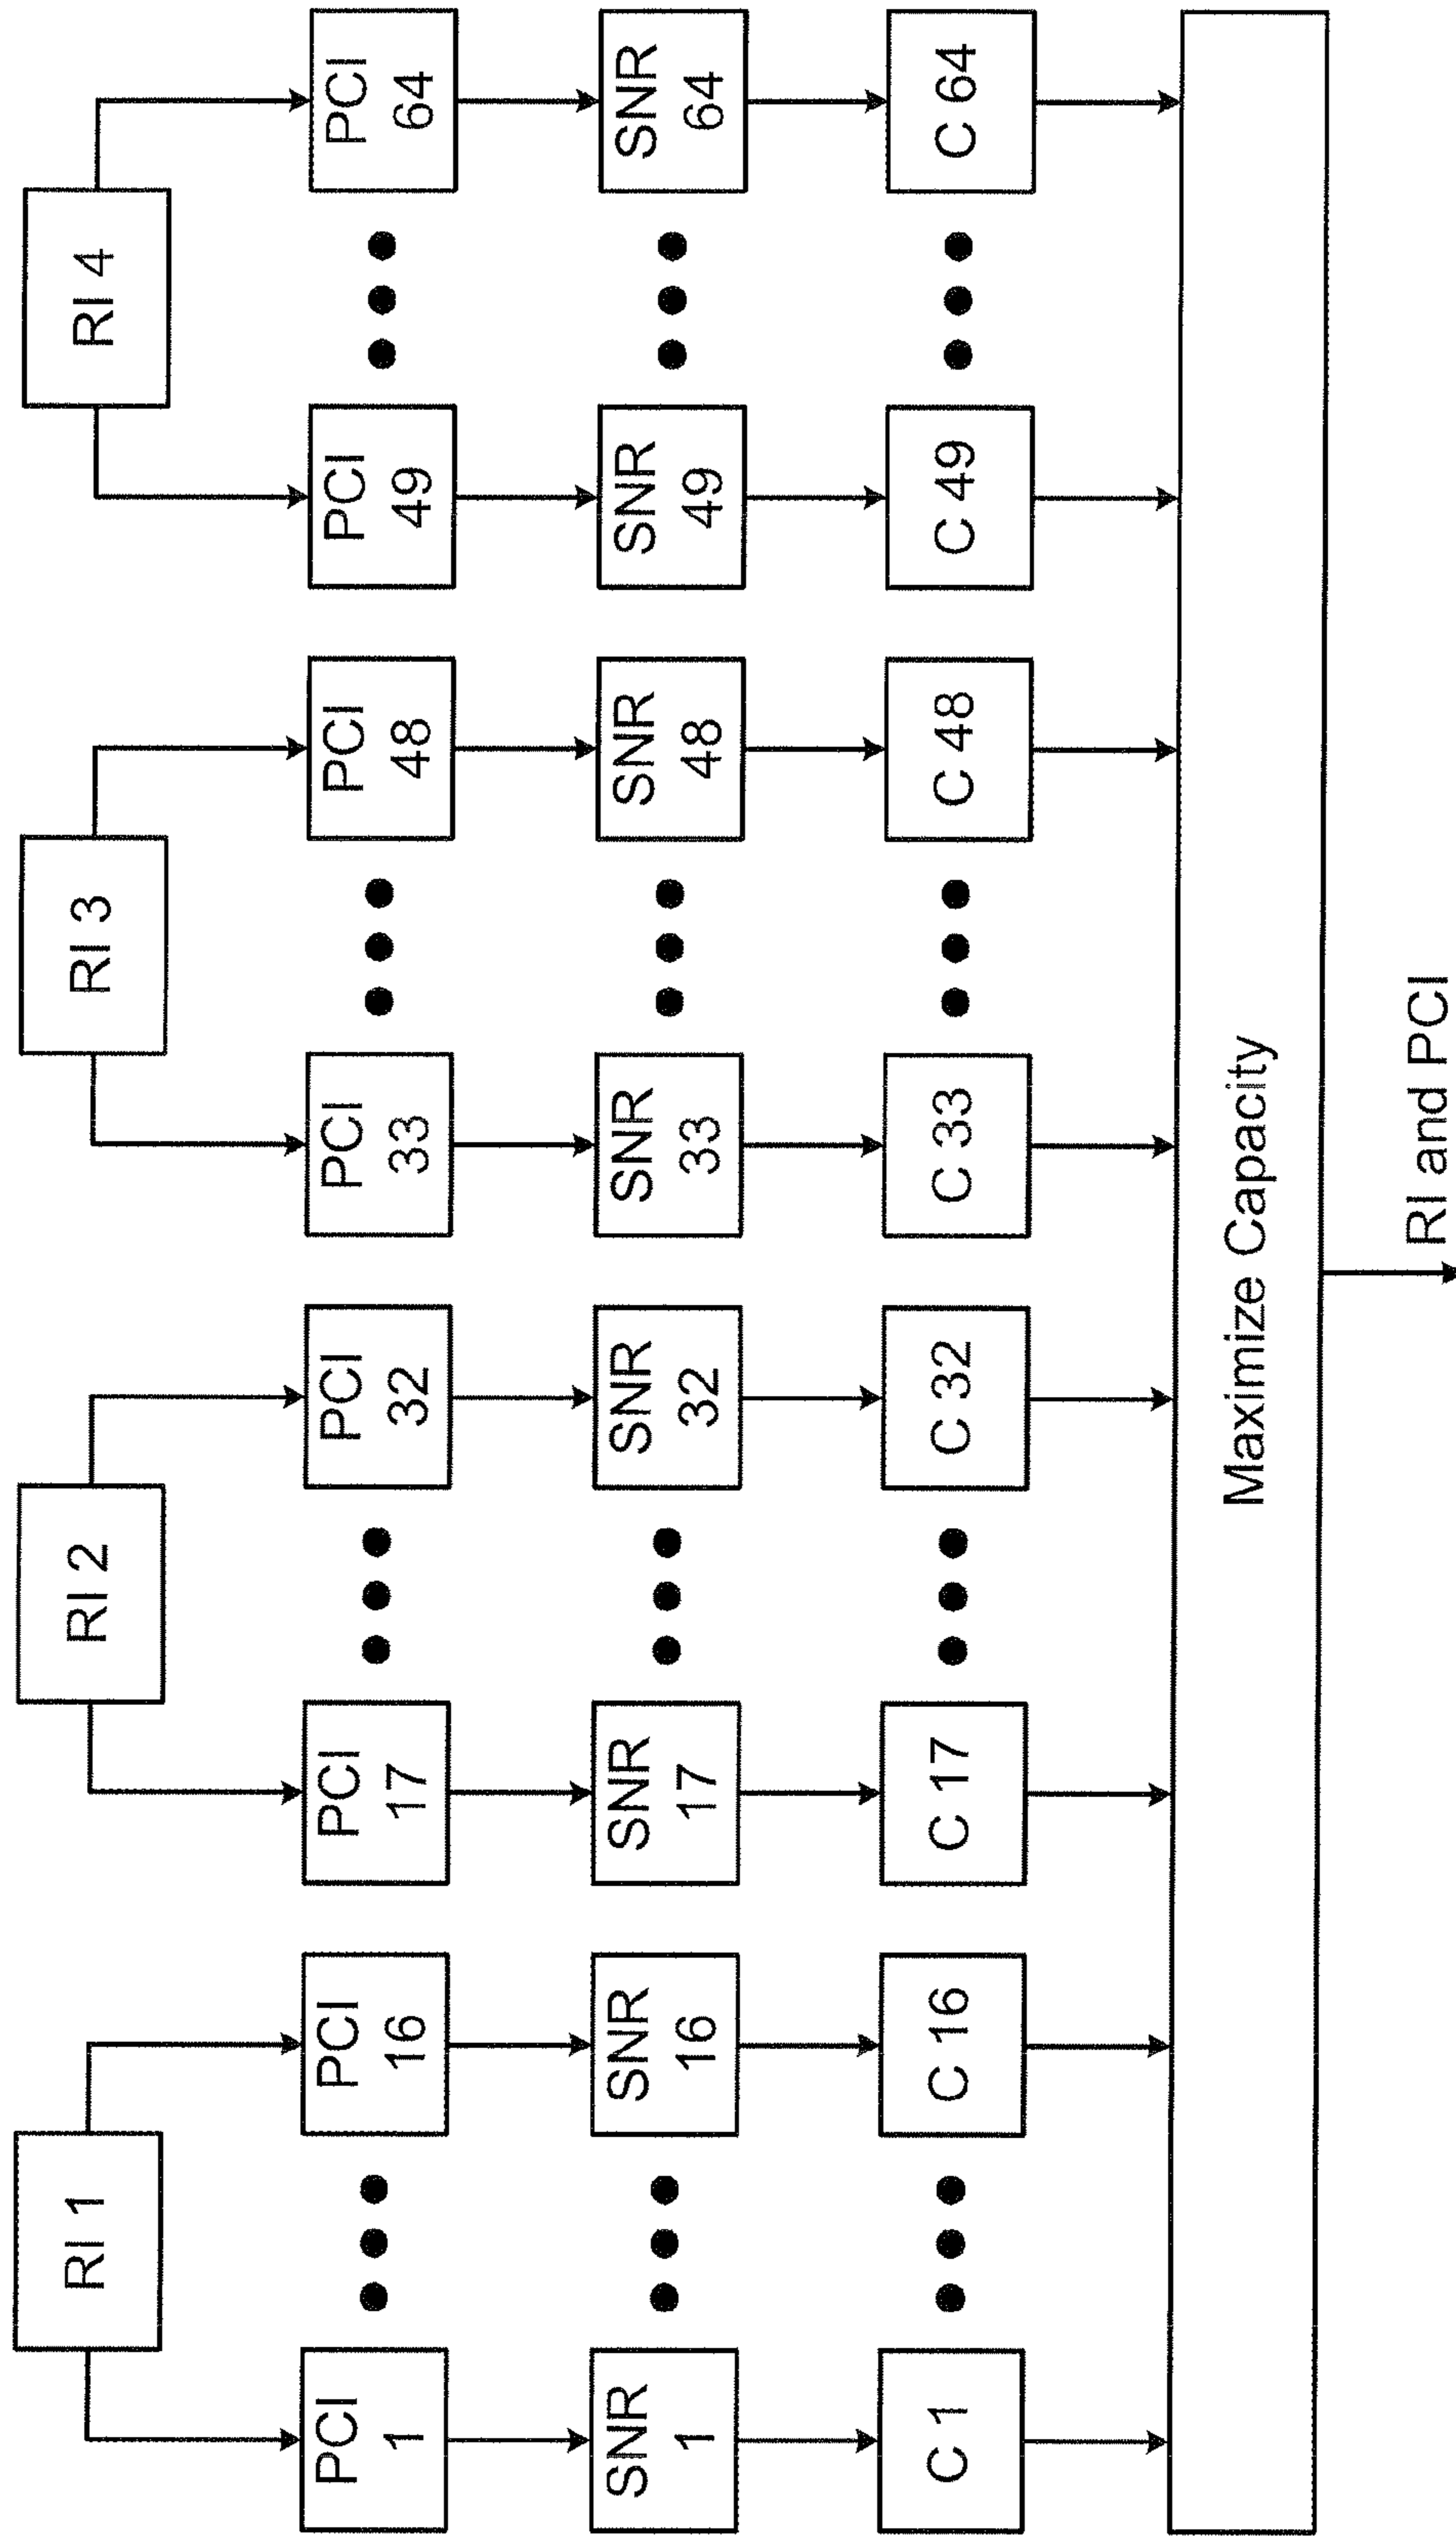 RI 1
RI 2
RI 3
RI 4
PCI
1
PCI
16
PCI
17
PCI
32
PCI
33
PCI
48
PCI
49
PCI
64
SNR
1
SNR
16
SNR
17
SNR
32
SNR
33
SNR
48
SNR
49
SNR
64
C 1
C 16
C 17
C 32
C 33
C 48
C 49
C 64
Maximize Capacity
RI and PCI